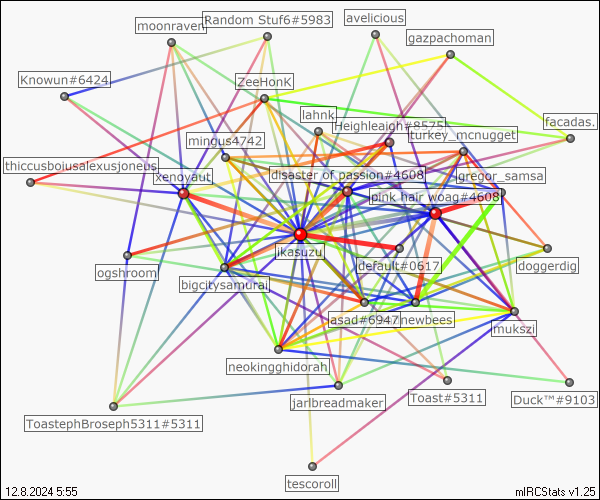 avelicious
Random Stuf6#5983
moonraven
gazpachoman
Knowun#6424
ZeeHonK
lahnk
Heighleaigh#8575
facadas.
mingus4742
turkey_mcnugget
thiccusboiusalexusjoneus
xenoyaut
disaster of passion#4608
gregor_samsa
pink hair woag#4608
ikasuzu
ogshroom
default#0617
doggerdig
bigcitysamurai
asad#6947
newbees
mukszi
neokingghidorah
Toast#5311
Duck™#9103
jarlbreadmaker
ToastephBroseph5311#5311
tescoroll
12.8.2024 5:55
mIRCStats v1.25